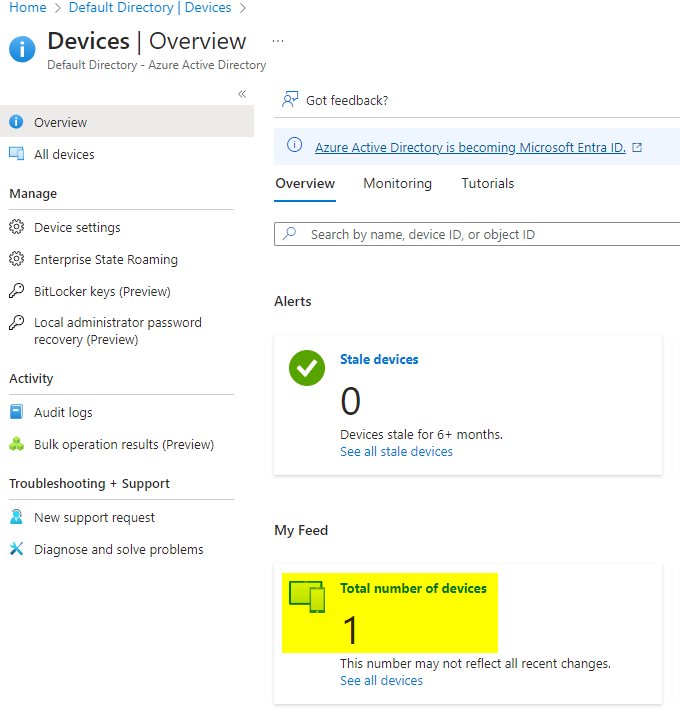 Home > Default Directory | Devices >
Devices | Overview ...
Default Directory - Azure Active Directory
«
Overview
All devices
Manage
Device settings
Enterprise State Roaming
BitLocker keys (Preview)
Local administrator password
recovery (Preview)
Activity
Audit logs
Bulk operation results (Preview)
Troubleshooting + Support
New support request
Diagnose and solve problems
Got feedback?
Azure Active Directory is becoming Microsoft Entra ID.
Overview Monitoring Tutorials
Search by name, device ID, or object ID
Alerts
Stale devices
0
Devices stale for 6+ months.
See all stale devices
My Feed
Total number of devices
1
This number may not reflect all recent changes.
See all devices